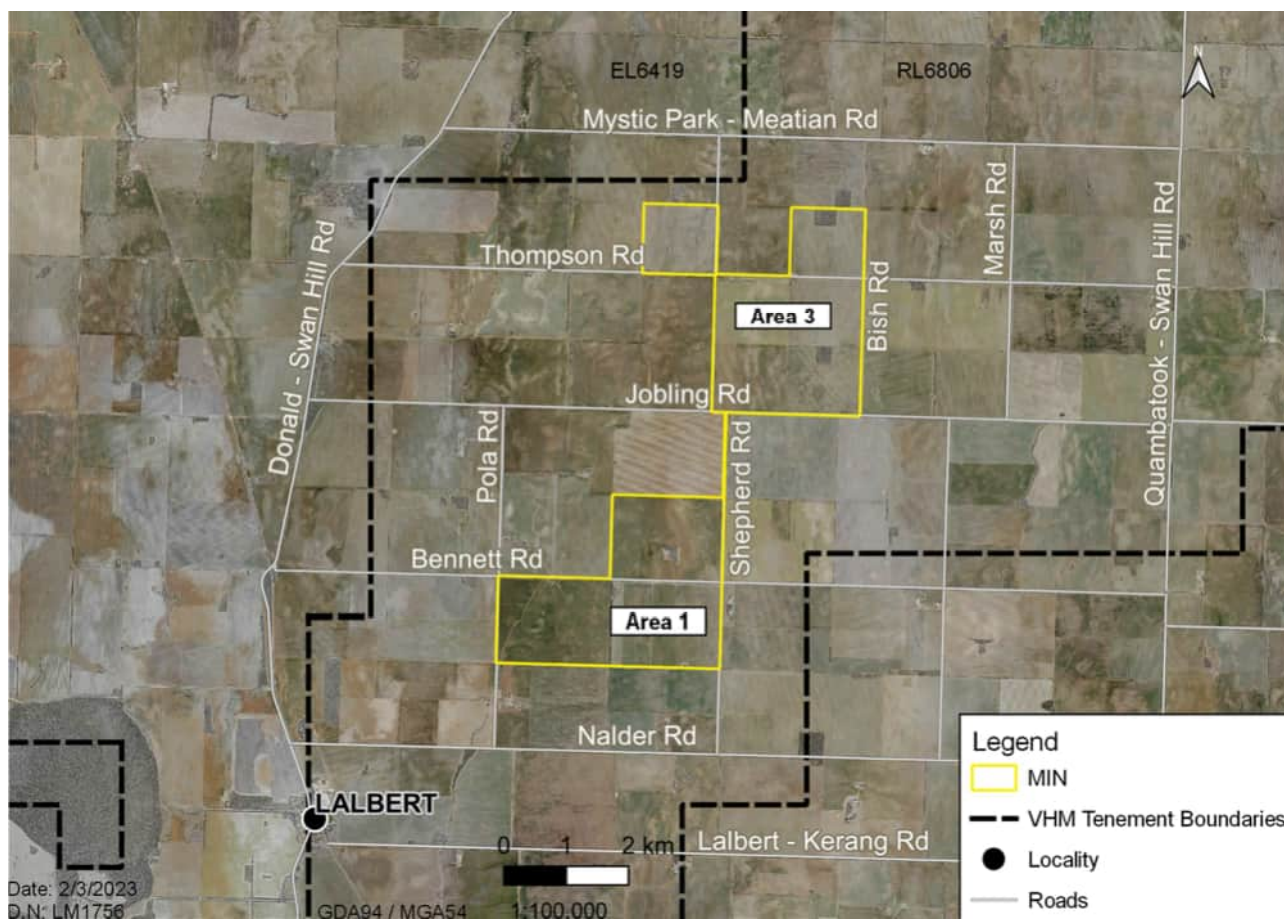 EL6419
RL6806
Mystic Park - Meatian Rd
Donald - Swan Hill Rd
Thompson Rd
Marsh Rd
Quambatook - Swan Hill Rd
Area 3
Bish Rd
Jobling Rd
Pola Rd
Shepherd Rd
Bennett Rd
Area 1
Nalder Rd
LALBERT
Lalbert - Kerang Rd
0 1 2 km
Date: 2/3/2023
D.N: LM1756
GDA94 / MGA54
1:100,000
N
Legend
MIN
VHM Tenement Boundaries
Locality
Roads